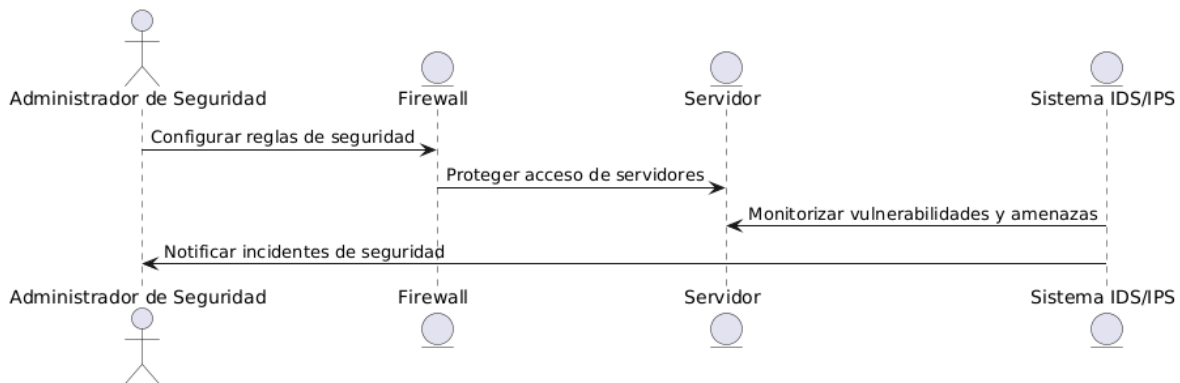 Administrador de Seguridad
Firewall
Servidor
Sistema IDS/IPS
Configurar reglas de seguridad
Proteger acceso de servidores
Monitorizar vulnerabilidades y amenazas
Notificar incidentes de seguridad
Administrador de Seguridad
Firewall
Servidor
Sistema IDS/IPS